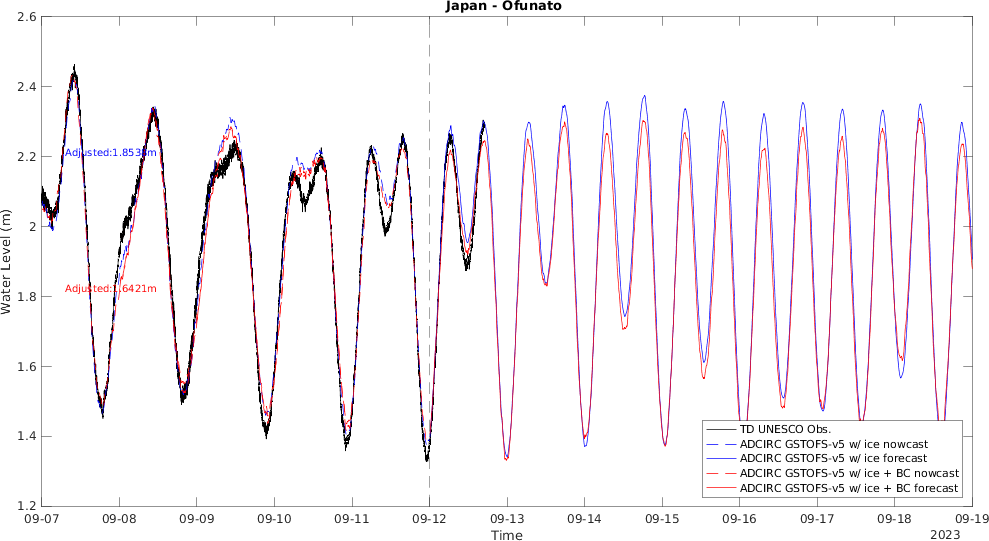 Japan - Ofunato
2.6
2.4
2.2
2
1.8
1.6
1.4
1.2
Water Level (m)
Adjusted:1.853 m
Adjusted: .6421m
TD UNESCO Obs.
ADCIRC GSTOFS-v5 w/ ice nowcast
ADCIRC GSTOFS-v5 w/ ice forecast
ADCIRC GSTOFS-v5 w/ ice + BC nowcast
ADCIRC GSTOFS-v5 w/ ice + BC forecast
09-07 09-08 09-09 09-10 09-11 09-12 09-13 09-14 09-15 09-16 09-17 09-18 09-19
Time
2023